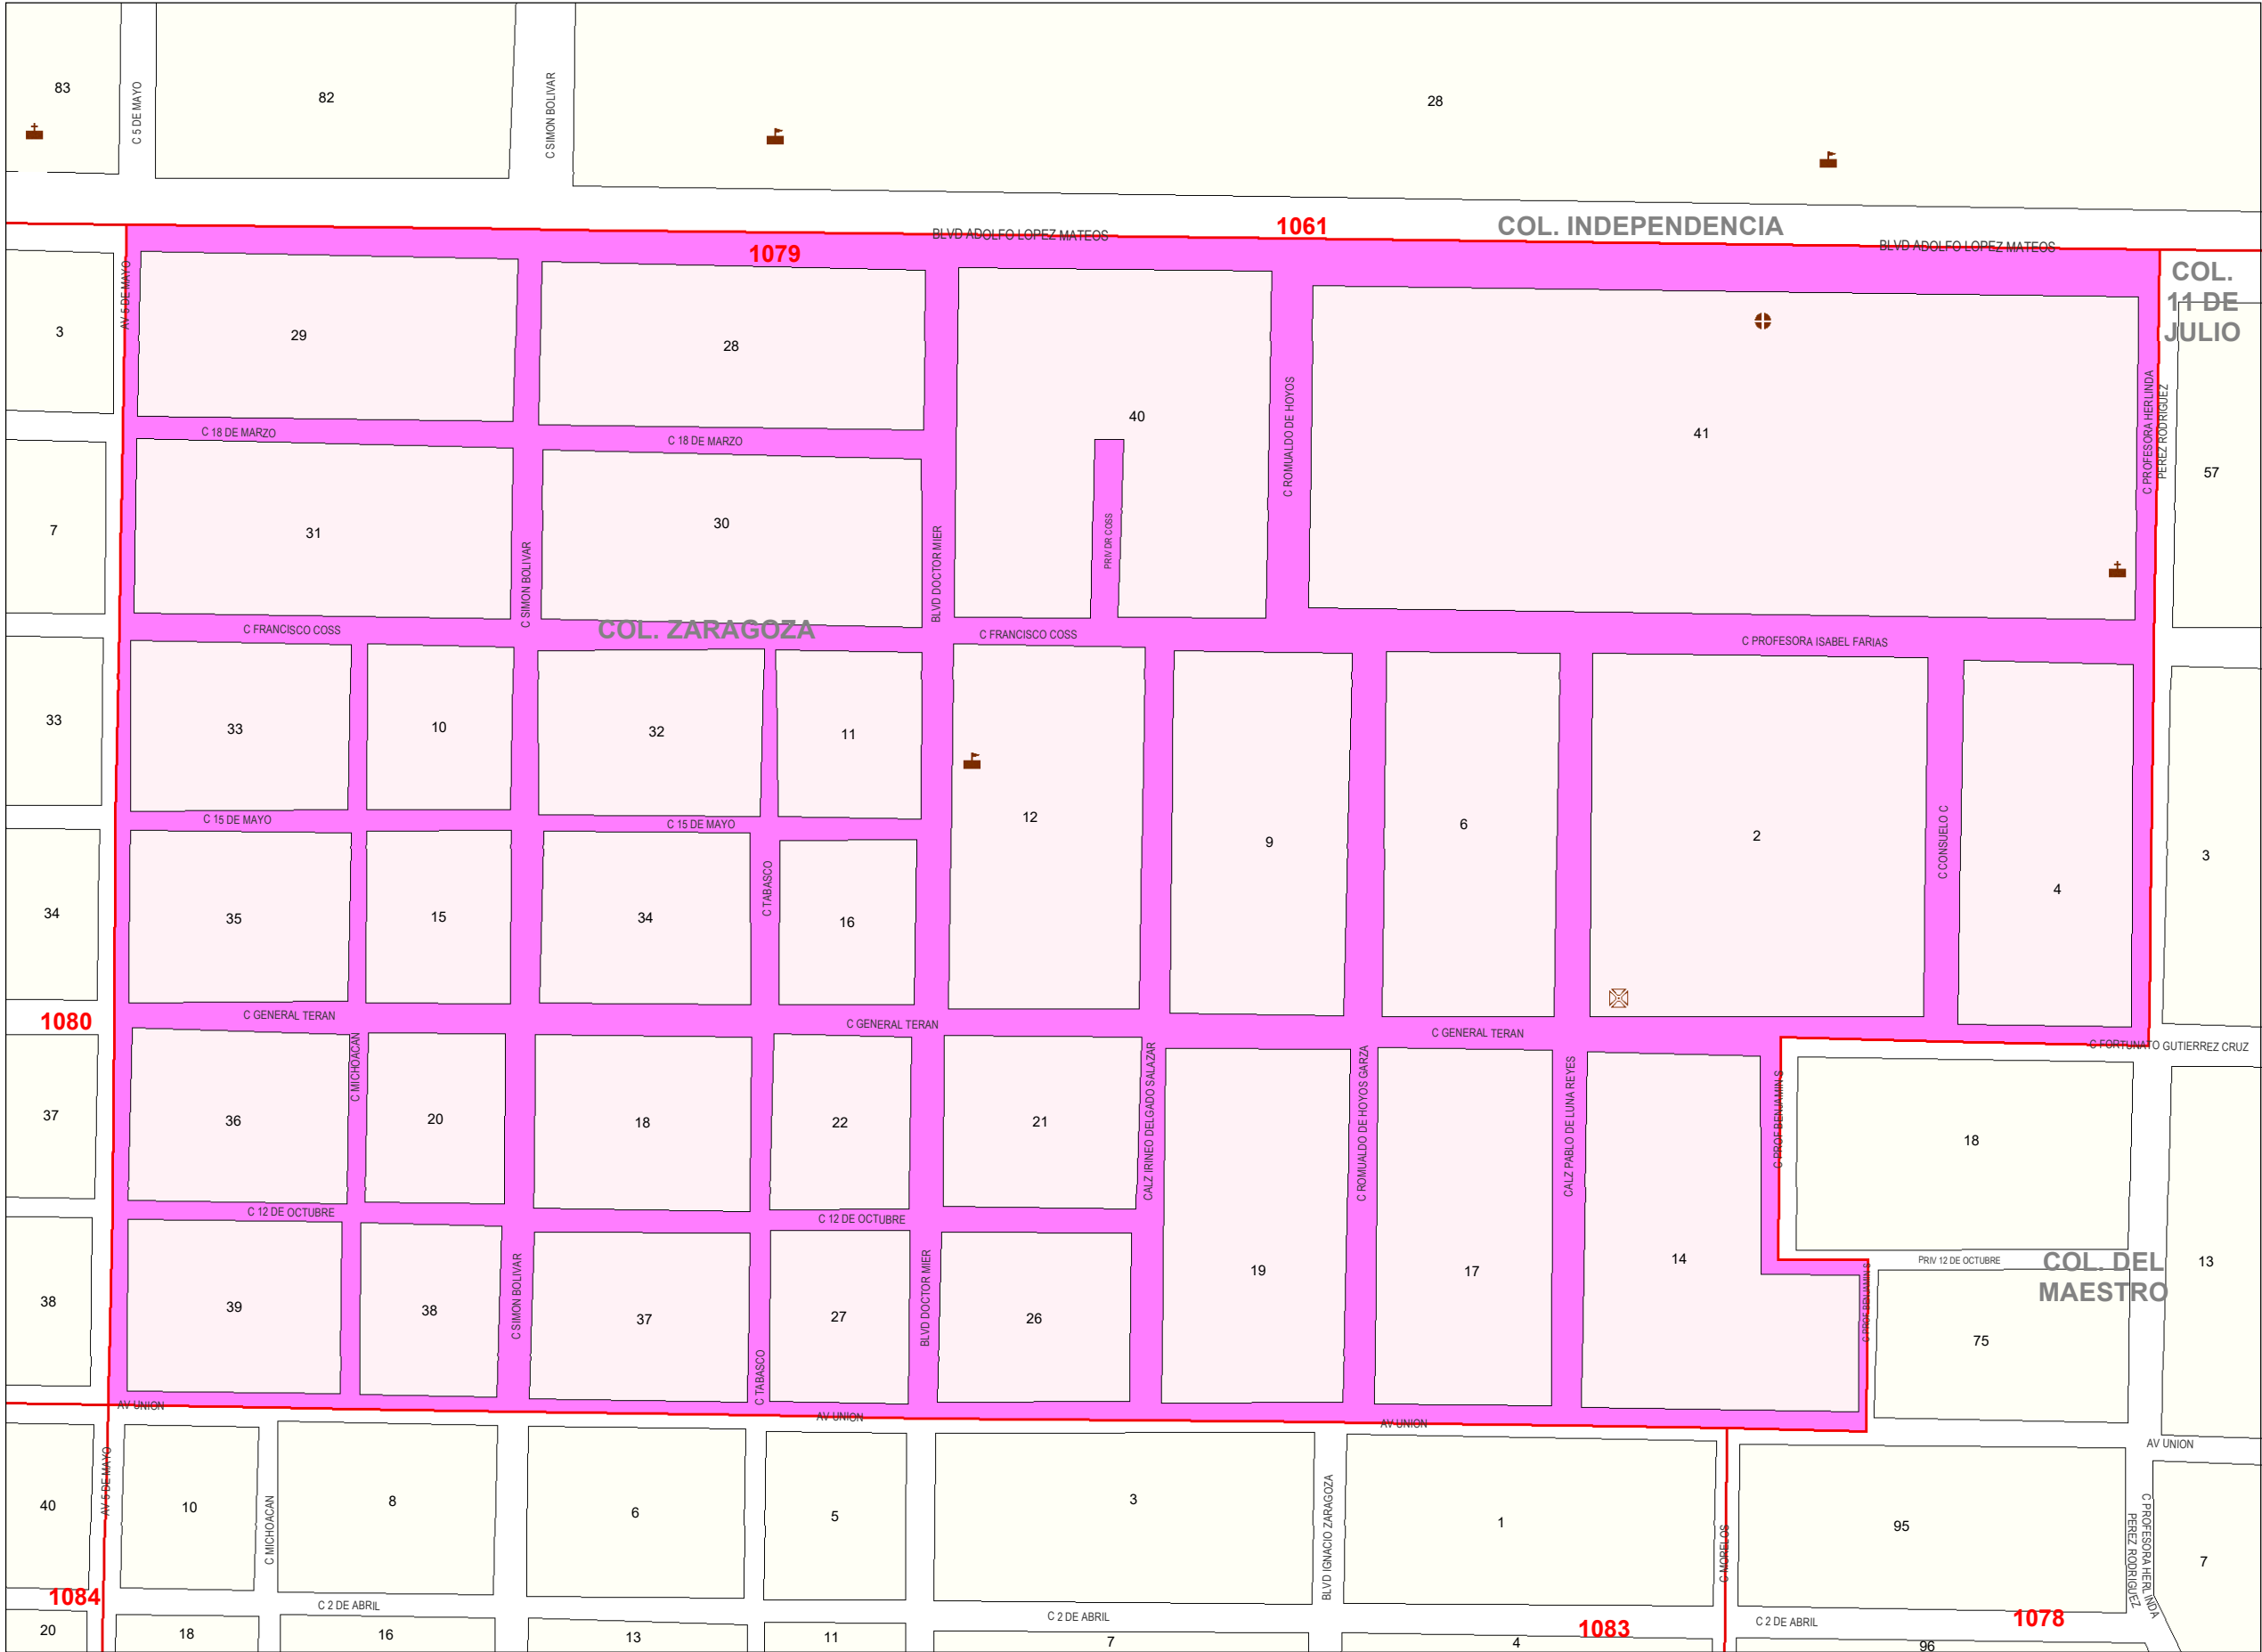 83
82
28
C 5 DE MAYO
C SIMON BOLIVAR
1061
COL. INDEPENDENCIA
BLVD ADOLFO LOPEZ MATEOS
BLVD ADOLFO LOPEZ MATEOS
1079
COL.
11 DE
JULIO
AV 5 DE MAYO
3
29
28
40
41
57
C ROMUALDO DE HOYOS
C PROFESORA HERLINDA
PEREZ RODRIGUEZ
C 18 DE MARZO
C 18 DE MARZO
7
31
30
C SIMON BOLIVAR
BLVD DOCTOR MIER
PRIV DR COSS
C FRANCISCO COSS
COL. ZARAGOZA
C FRANCISCO COSS
C PROFESORA ISABEL FARIAS
33
33
10
32
11
12
9
6
2
3
4
C CONSUELO C
C 15 DE MAYO
C 15 DE MAYO
C TABASCO
34
35
15
34
16
1080
C GENERAL TERAN
C GENERAL TERAN
C GENERAL TERAN
C FORTUNATO GUTIERREZ CRUZ
C MICHOACAN
CALZ IRINEO DELGADO SALAZAR
C ROMUALDO DE HOYOS GARZA
CALZ PABLO DE LUNA REYES
C PROF BENJAMIN S
37
36
20
18
22
21
18
C 12 DE OCTUBRE
C 12 DE OCTUBRE
PRIV 12 DE OCTUBRE
COL. DEL
MAESTRO
13
38
39
38
37
27
26
19
17
14
75
C SIMON BOLIVAR
C TABASCO
BLVD DOCTOR MIER
C PROF BENJAMIN S
AV UNION
AV UNION
AV UNION
AV UNION
40
AV 5 DE MAYO
10
C MICHOACAN
8
6
5
3
BLVD IGNACIO ZARAGOZA
1
C MORELOS
95
C PROFESORA HERLINDA
PEREZ RODRIGUEZ
7
1084
C 2 DE ABRIL
C 2 DE ABRIL
1083
C 2 DE ABRIL
1078
20
18
16
13
11
7
4
96